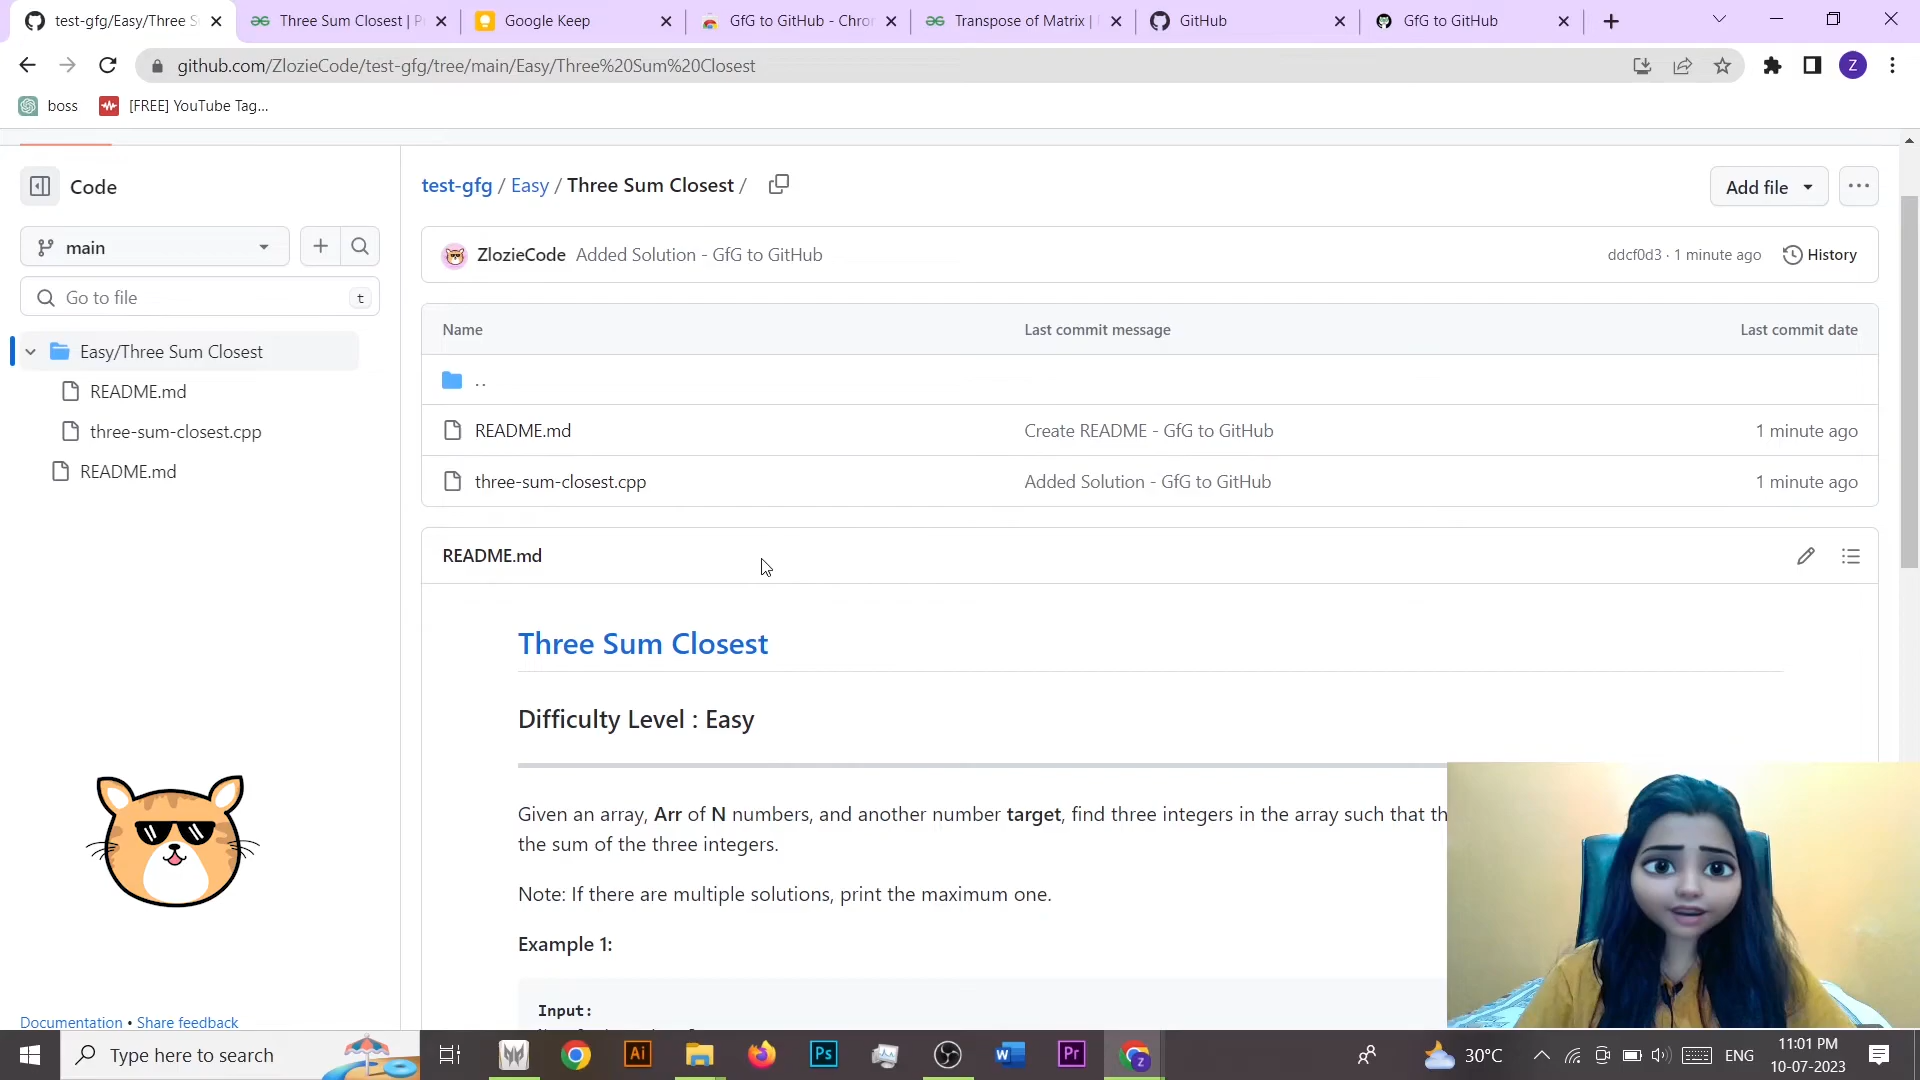 test-gfg/Easy/Three S
Three Sum Closest | P
Google Keep
GfG to GitHub - Chro
Transpose of Matrix |
GitHub
GfG to GitHub
github.com/ZlozieCode/test-gfg/tree/main/Easy/Three%20Sum%20Closest
Z
boss
[FREE] YouTube Tag...
Code
test-gfg / Easy / Three Sum Closest /
Add file
main
ZlozieCode Added Solution - GfG to GitHub
ddcf0d3 · 1 minute ago
History
Go to file
t
Name
Last commit message
Last commit date
Easy/Three Sum Closest
README.md
three-sum-closest.cpp
README.md
..
README.md
Create README - GfG to GitHub
1 minute ago
three-sum-closest.cpp
Added Solution - GfG to GitHub
1 minute ago
README.md
Three Sum Closest
Difficulty Level : Easy
Given an array, Arr of N numbers, and another number target, find three integers in the array such that th
the sum of the three integers.
Note: If there are multiple solutions, print the maximum one.
Example 1:
Input:
Documentation • Share feedback
Type here to search
Ai
Ps
W
Pr
Z
30°C
ENG
11:01 PM
10-07-2023